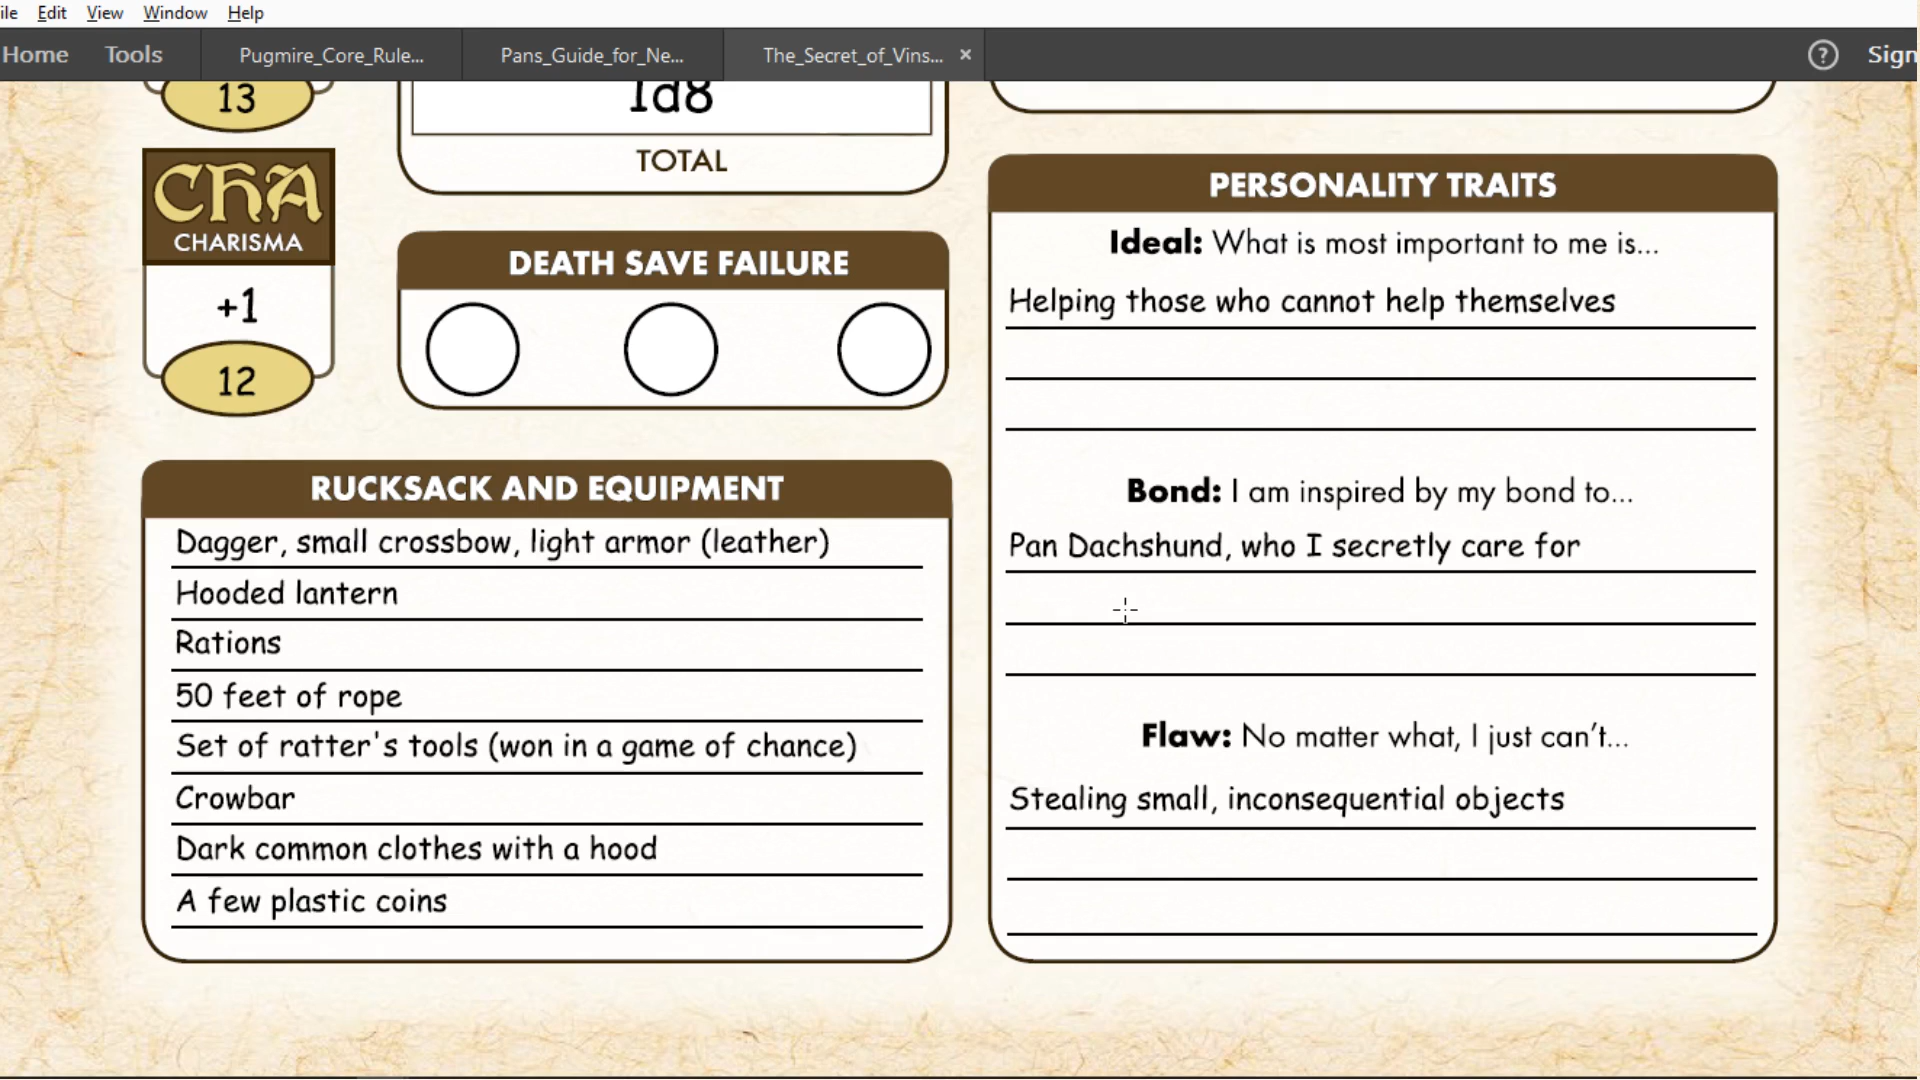 ile Edit View Window Help
Home Tools Pugmire_Core_Rule... Pans_Guide_for_Ne... The_Secret_of_Vins... × ? Sign
13
1d8
TOTAL
CHA
CHARISMA
+1
12
DEATH SAVE FAILURE
RUCKSACK AND EQUIPMENT
Dagger, small crossbow, light armor (leather)
Hooded lantern
Rations
50 feet of rope
Set of ratter's tools (won in a game of chance)
Crowbar
Dark common clothes with a hood
A few plastic coins
PERSONALITY TRAITS
Ideal: What is most important to me is...
Helping those who cannot help themselves
Bond: I am inspired by my bond to...
Pan Dachshund, who I secretly care for
Flaw: No matter what, I just can't...
Stealing small, inconsequential objects